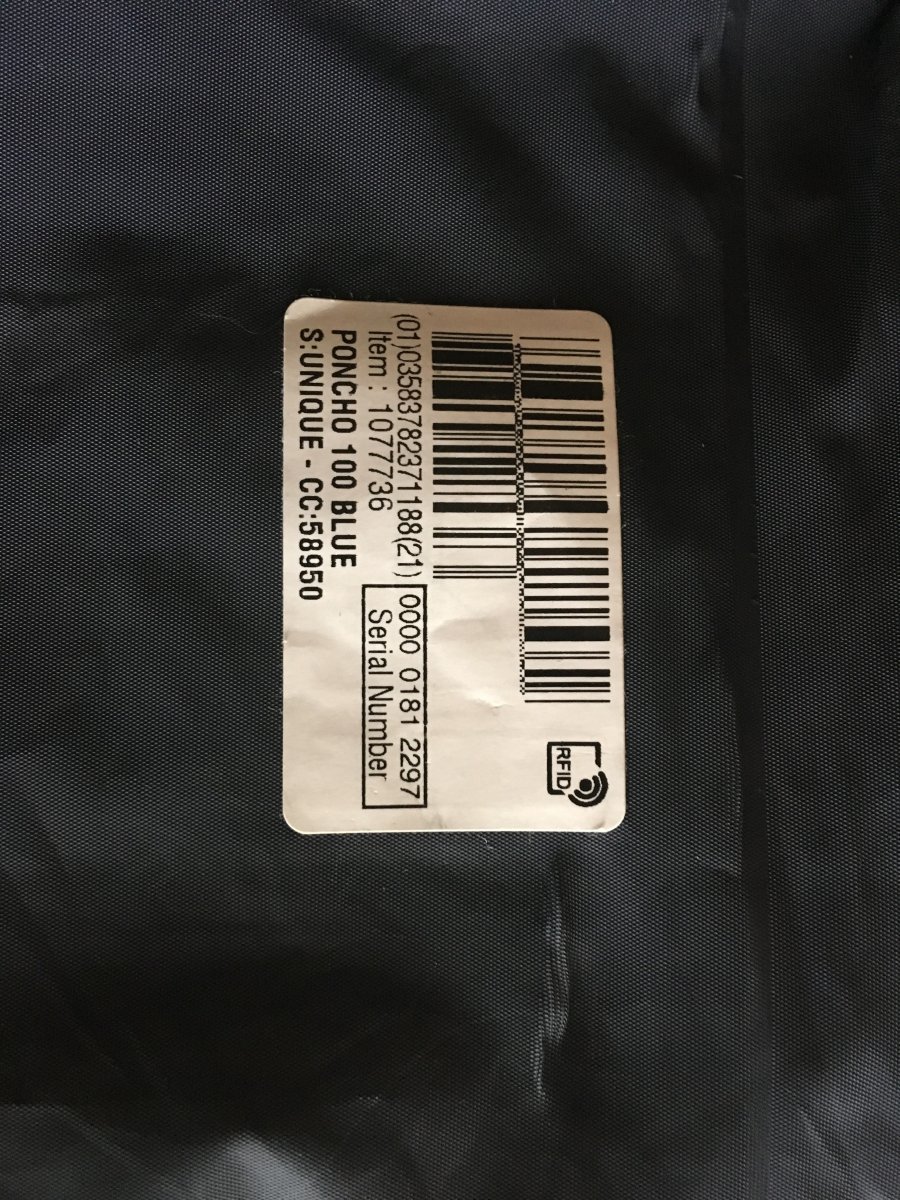 RFID
(01)03583782371188(21)
0000 0181 2297
Item : 1077736
Serial Number
PONCHO 100 BLUE
S:UNIQUE - CC:58950